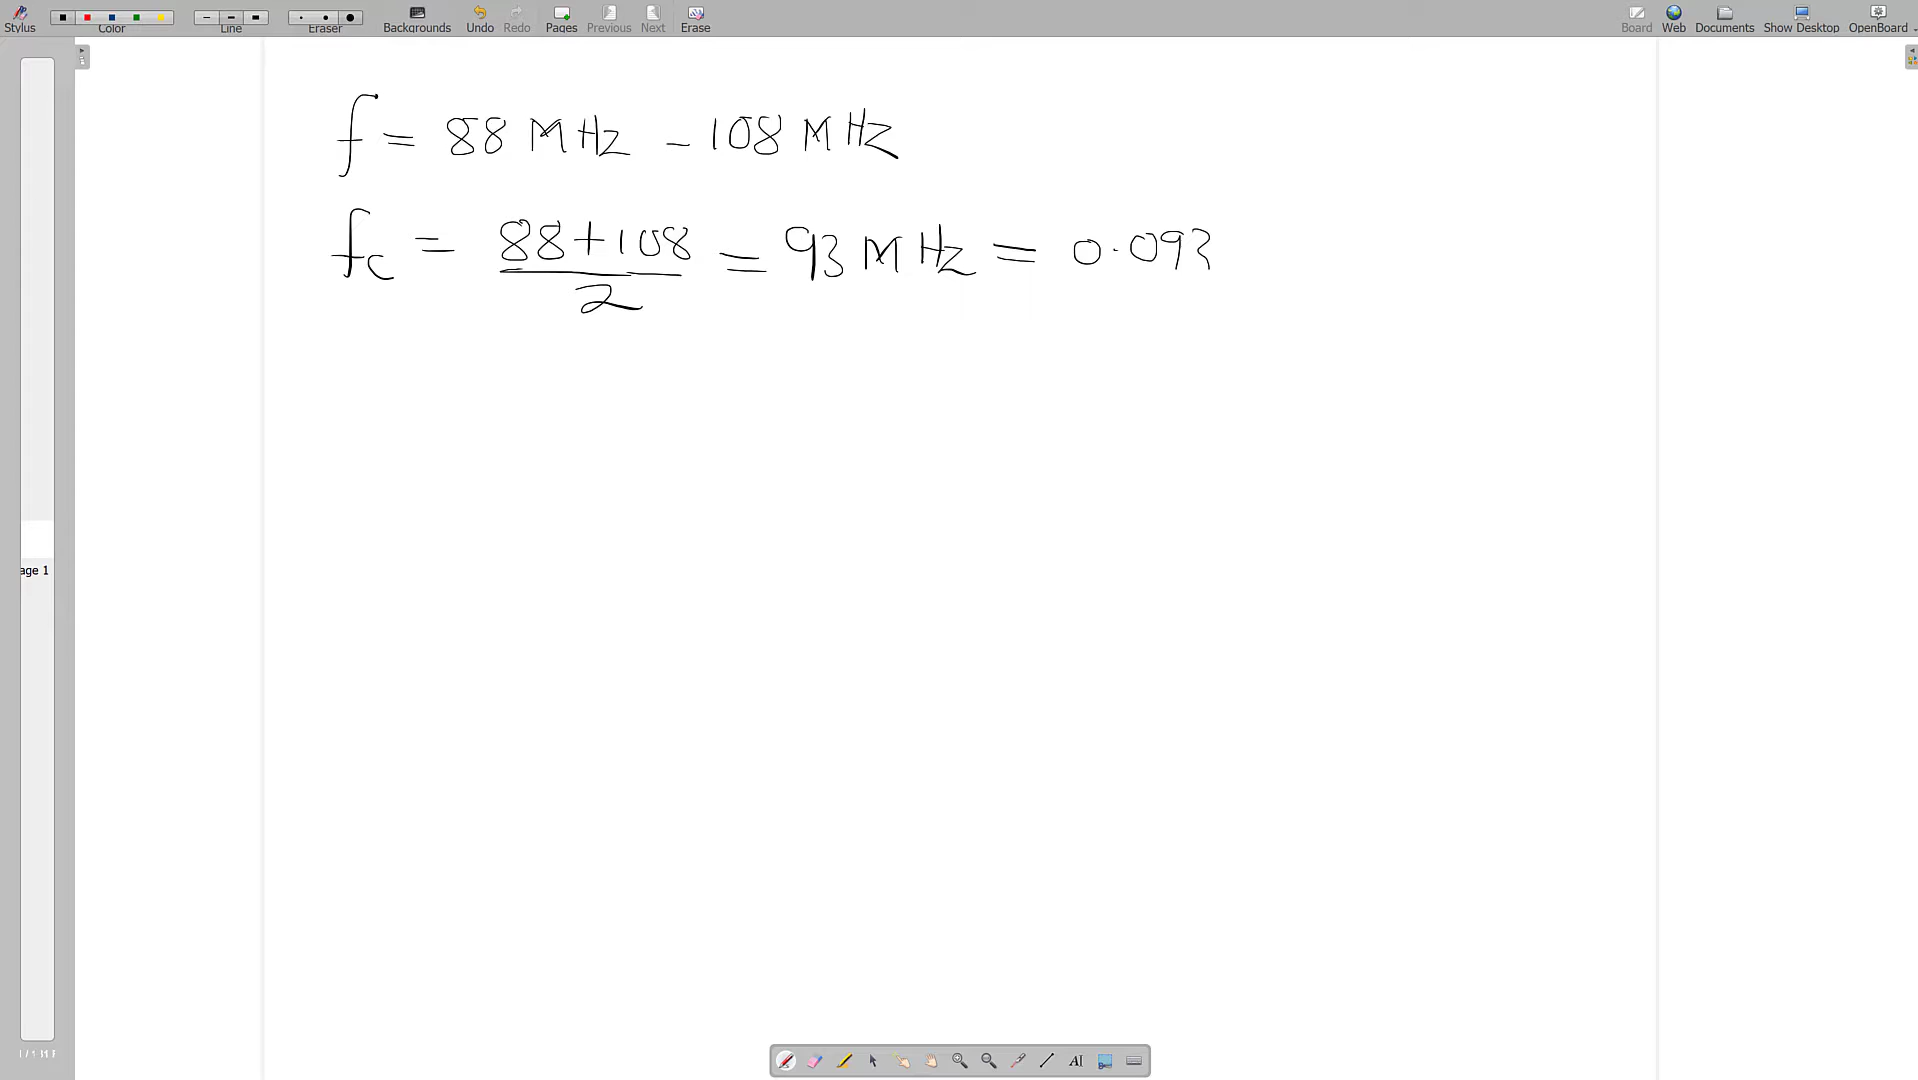 Stylus Color Line Eraser Backgrounds Undo Redo Pages Previous Next Erase Board Web Documents Show Desktop OpenBoard
f = 88 MHz - 108 MHz
fc = 88+108 / 2 = 93 MHz = 0.093
age 1
AI